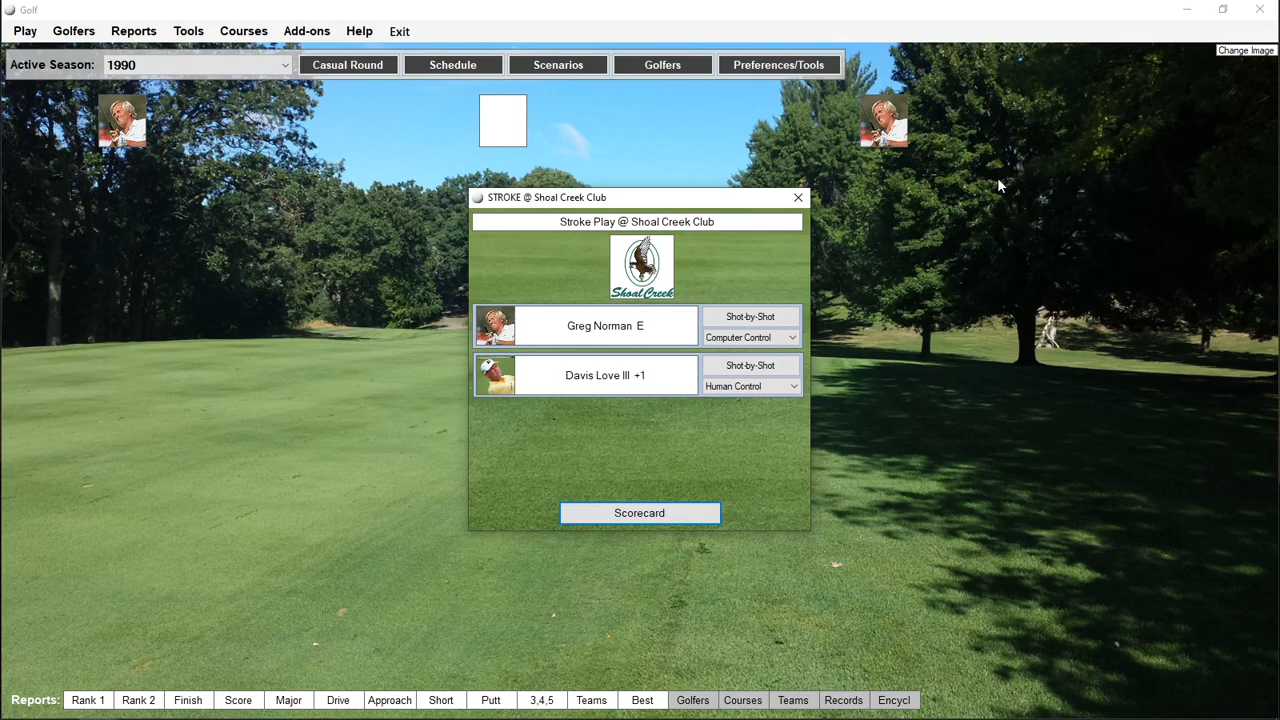 Golf
Play Golfers Reports Tools Courses Add-ons Help Exit
Change Image
Active Season: 1990 Casual Round Schedule Scenarios Golfers Preferences/Tools
STROKE @ Shoal Creek Club
Stroke Play @ Shoal Creek Club
Shoal Creek
Greg Norman E
Shot-by-Shot
Computer Control
Davis Love III +1
Shot-by-Shot
Human Control
Scorecard
Reports: Rank 1 Rank 2 Finish Score Major Drive Approach Short Putt 3,4,5 Teams Best Golfers Courses Teams Records Encycl